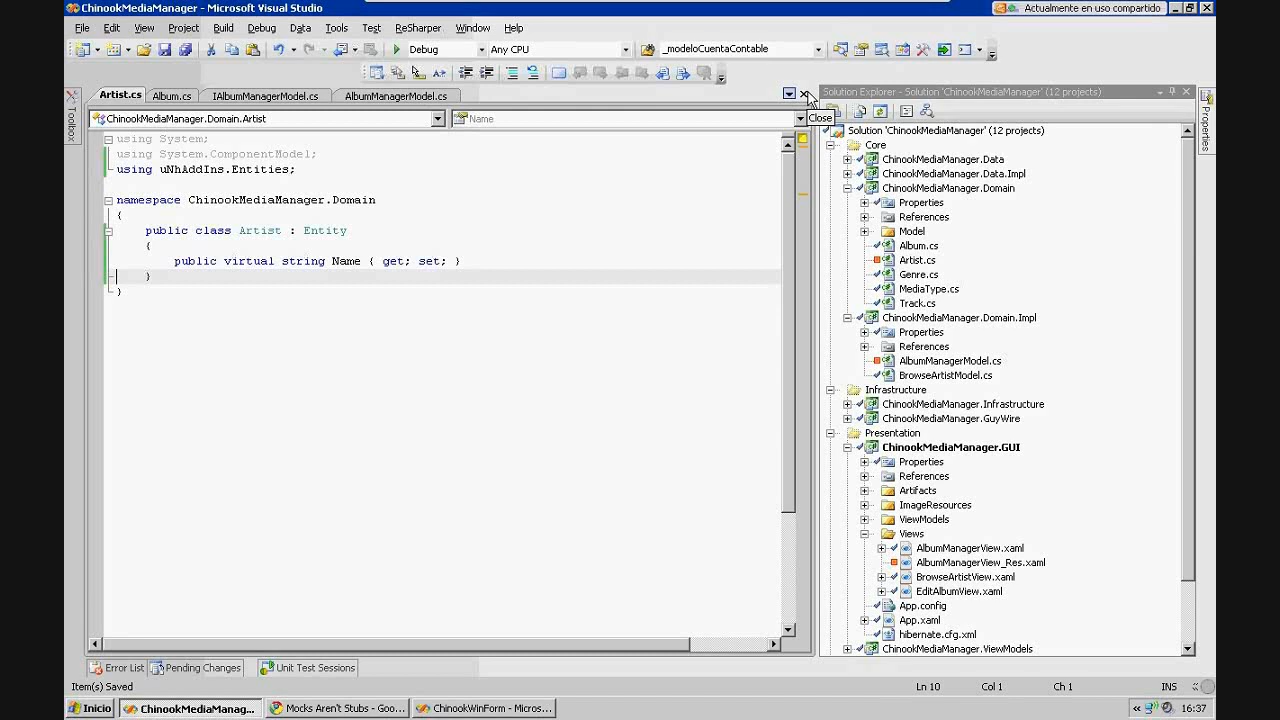 ChinookMediaManager - Microsoft Visual Studio
Actualmente en uso compartido
File Edit View Project Build Debug Data Tools Test ReSharper Window Help
Debug Any CPU _modeloCuentaContable
Toolbox
Artist.cs Album.cs IAlbumManagerModel.cs AlbumManagerModel.cs
Close
ChinookMediaManager.Domain.Artist Name
using System;
using System.ComponentModel;
using uNhAddIns.Entities;
namespace ChinookMediaManager.Domain
{
public class Artist : Entity
{
public virtual string Name { get; set; }
}
}
Solution Explorer - Solution 'ChinookMediaManager' (12 projects)
Properties
Solution 'ChinookMediaManager' (12 projects)
Core
ChinookMediaManager.Data
ChinookMediaManager.Data.Impl
ChinookMediaManager.Domain
Properties
References
Model
Album.cs
Artist.cs
Genre.cs
MediaType.cs
Track.cs
ChinookMediaManager.Domain.Impl
Properties
References
AlbumManagerModel.cs
BrowseArtistModel.cs
Infrastructure
ChinookMediaManager.Infrastructure
ChinookMediaManager.GuyWire
Presentation
ChinookMediaManager.GUI
Properties
References
Artifacts
ImageResources
ViewModels
Views
AlbumManagerView.xaml
AlbumManagerView_Res.xaml
BrowseArtistView.xaml
EditAlbumView.xaml
App.config
App.xaml
hibernate.cfg.xml
ChinookMediaManager.ViewModels
Error List Pending Changes Unit Test Sessions
Item(s) Saved Ln 10 Col 1 Ch 1 INS
Inicio ChinookMediaManag... Mocks Aren't Stubs - Goo... ChinookWinForm - Micros... 16:37